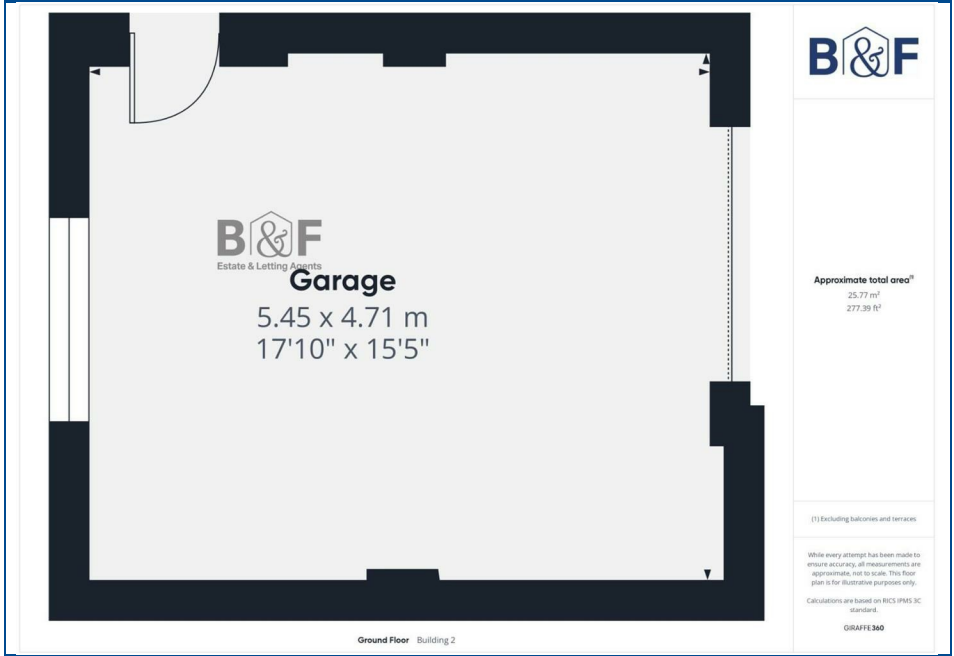 B&F
B&F
Estate & Letting Agents
Garage
5.45 x 4.71 m
17'10" x 15'5"
Approximate total area⁽¹⁾
25.77 m²
277.39 ft²
(1) Excluding balconies and terraces
While every attempt has been made to
ensure accuracy, all measurements are
approximate, not to scale. This floor
plan is for illustrative purposes only.
Calculations are based on RICS IPMS 3C
standard.
GIRAFFE360
Ground Floor Building 2